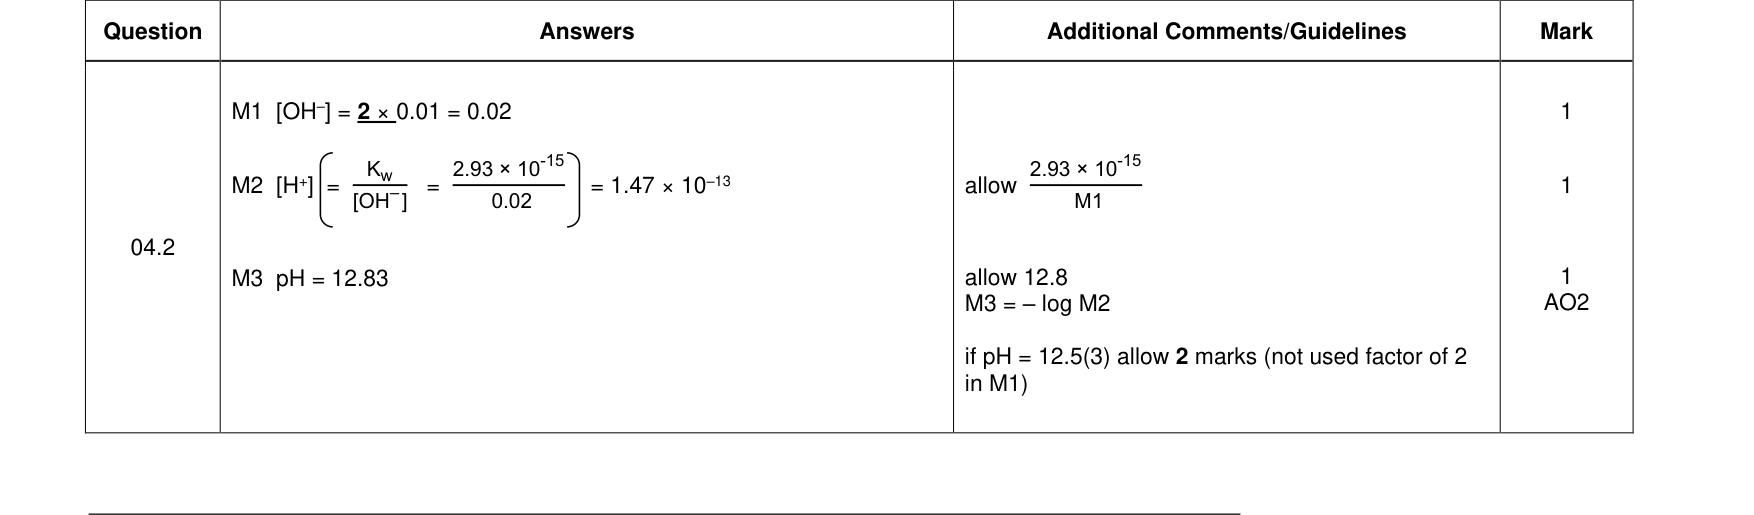 Question Answers Additional Comments/Guidelines Mark
M1 [OH⁻] = 2 × 0.01 = 0.02 1
M2 [H⁺] (= K_w / [OH⁻] = 2.93 × 10⁻¹⁵ / 0.02) = 1.47 × 10⁻¹³ allow 2.93 × 10⁻¹⁵ / M1 1
04.2
M3 pH = 12.83 allow 12.8 1
M3 = – log M2 AO2
if pH = 12.5(3) allow 2 marks (not used factor of 2
in M1)